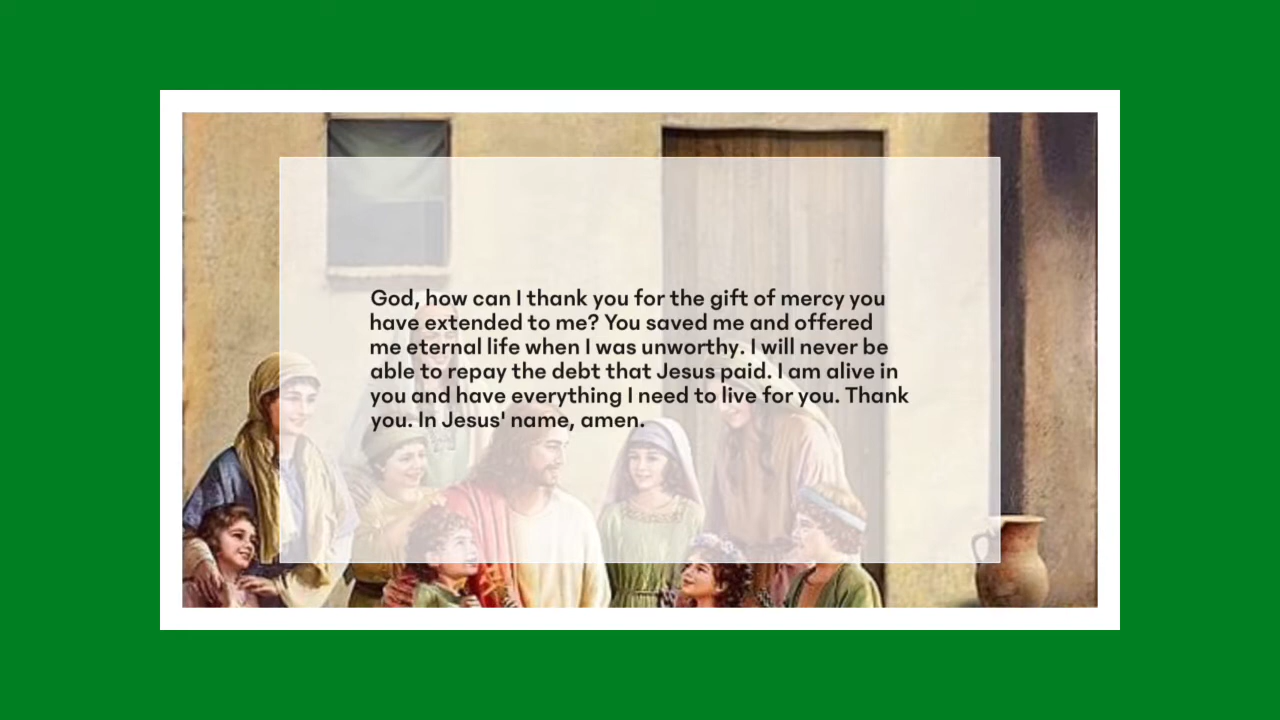 God, how can I thank you for the gift of mercy you
have extended to me? You saved me and offered
me eternal life when I was unworthy. I will never be
able to repay the debt that Jesus paid. I am alive in
you and have everything I need to live for you. Thank
you. In Jesus' name, amen.